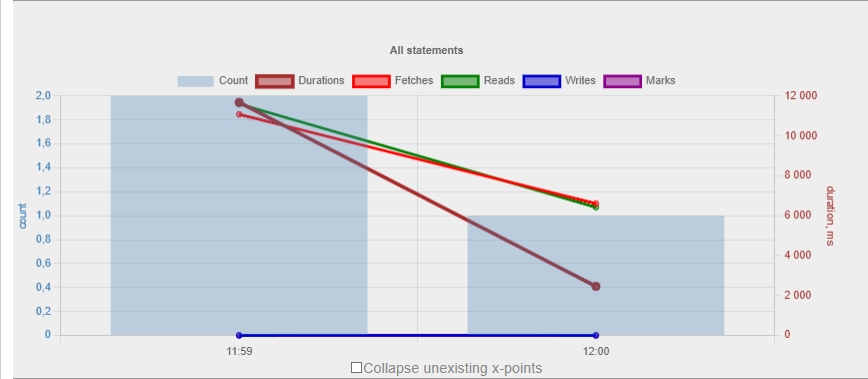 All statements
Count Durations Fetches Reads Writes Marks
2,0 12 000
1,8
10 000
1,6
1,4
8 000
1,2
1,0 6 000
0,8
4 000
0,6
0,4
2 000
0,2
0 0
count
duration, ms
11:59 12:00
Collapse unexisting x-points